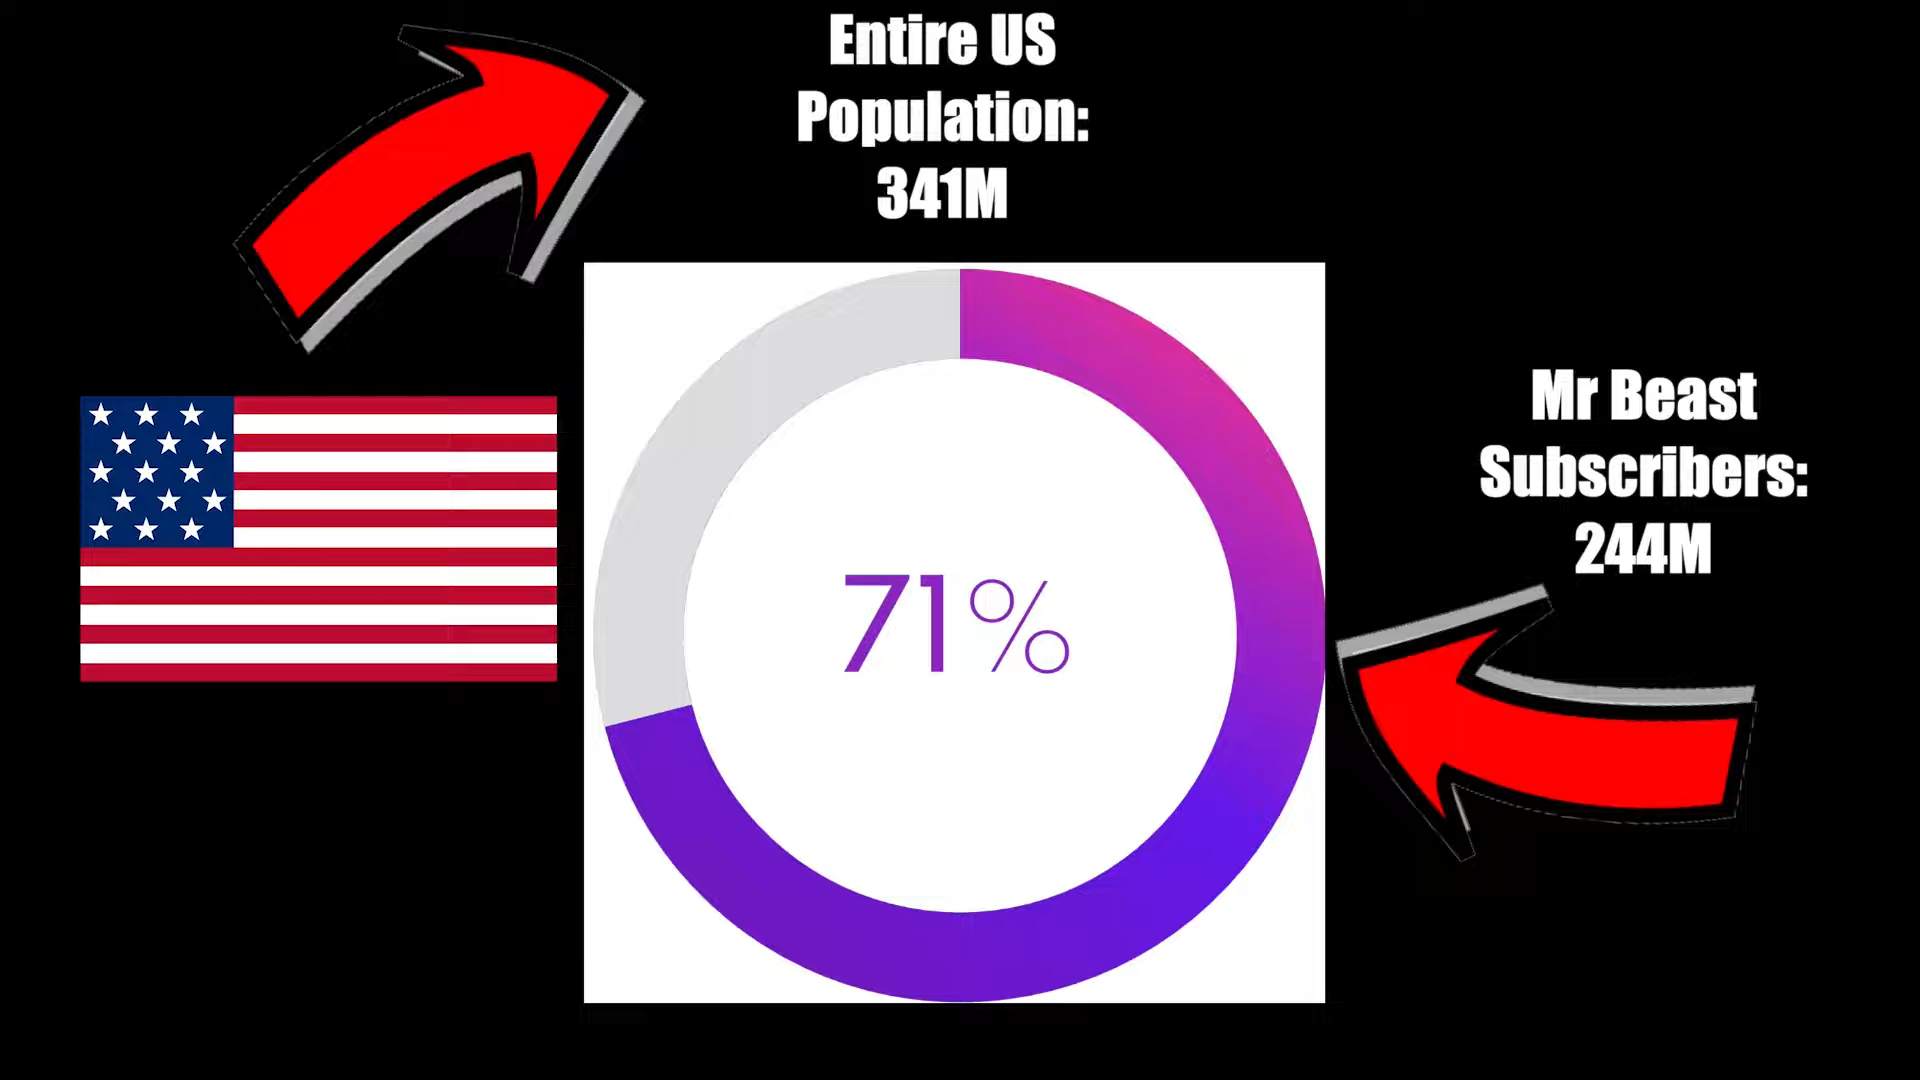 Entire US
Population:
341M
Mr Beast
Subscribers:
244M
71%